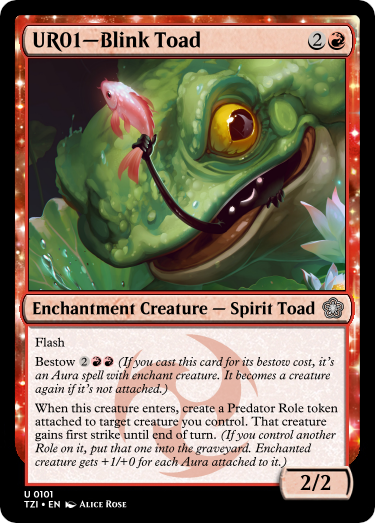 UR01—Blink Toad 2
Enchantment Creature — Spirit Toad
Flash
Bestow 2 (If you cast this card for its bestow cost, it's
an Aura spell with enchant creature. It becomes a creature
again if it's not attached.)
When this creature enters, create a Predator Role token
attached to target creature you control. That creature
gains first strike until end of turn. (If you control another
Role on it, put that one into the graveyard. Enchanted
creature gets +1/+0 for each Aura attached to it.)
2/2
U 0101
TZI • EN Alice Rose